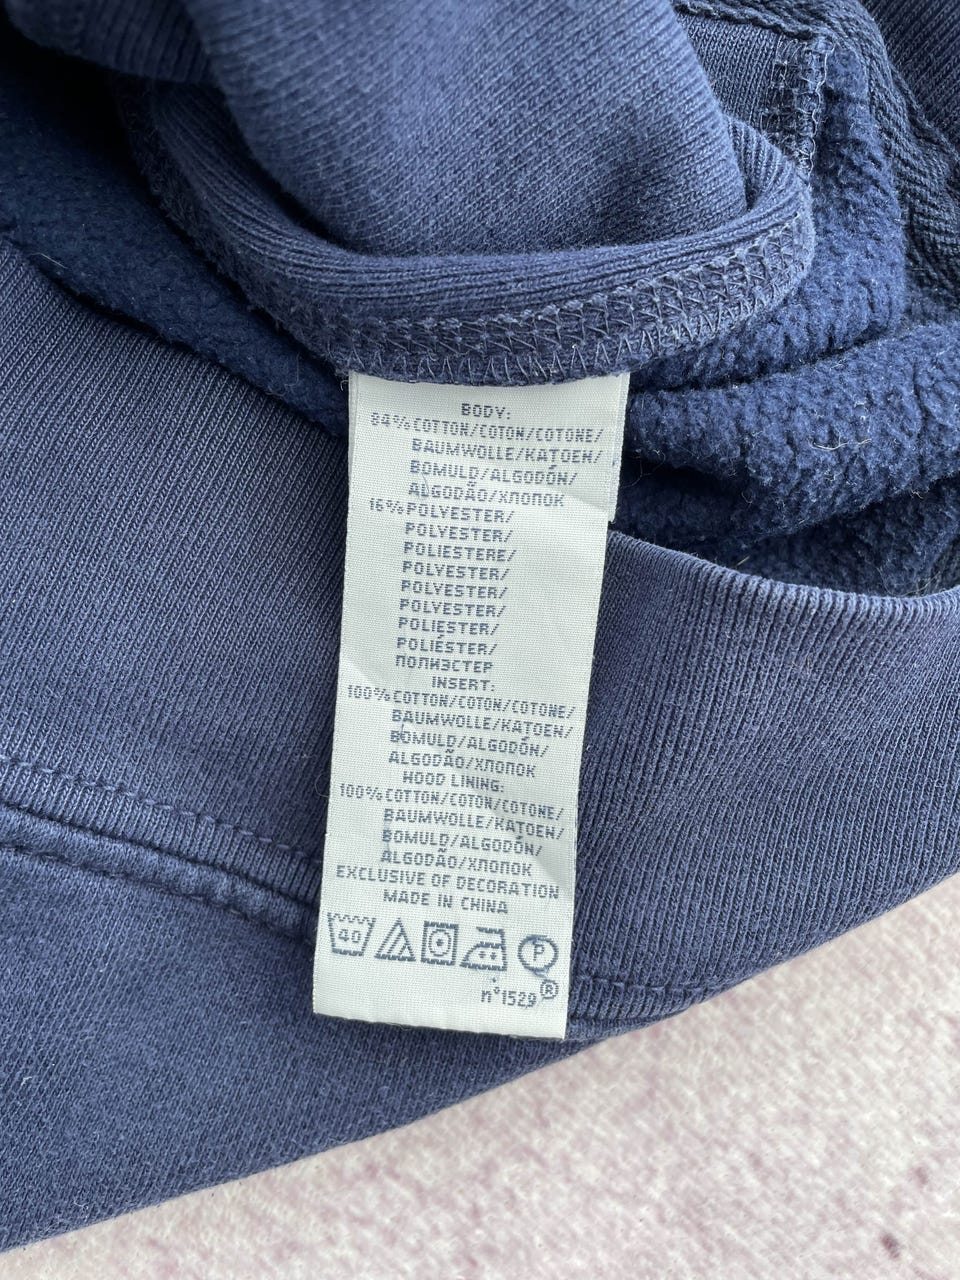 BODY:
84% COTTON/COTON/COTONE/
BAUMWOLLE/KATOEN/
BOMULD/ALGODÓN/
ALGODÃO/ХЛОПОК
16% POLYESTER/
POLYESTER/
POLIESTERE/
POLYESTER/
POLYESTER/
POLYESTER/
POLIESTER/
POLIÉSTER/
ПОЛИЭСТЕР
INSERT:
100% COTTON/COTON/COTONE/
BAUMWOLLE/KATOEN/
BOMULD/ALGODÓN/
ALGODÃO/ХЛОПОК
HOOD LINING:
100% COTTON/COTON/COTONE/
BAUMWOLLE/KATOEN/
BOMULD/ALGODÓN/
ALGODÃO/ХЛОПОК
EXCLUSIVE OF DECORATION
MADE IN CHINA
40 P
n°1529 ®